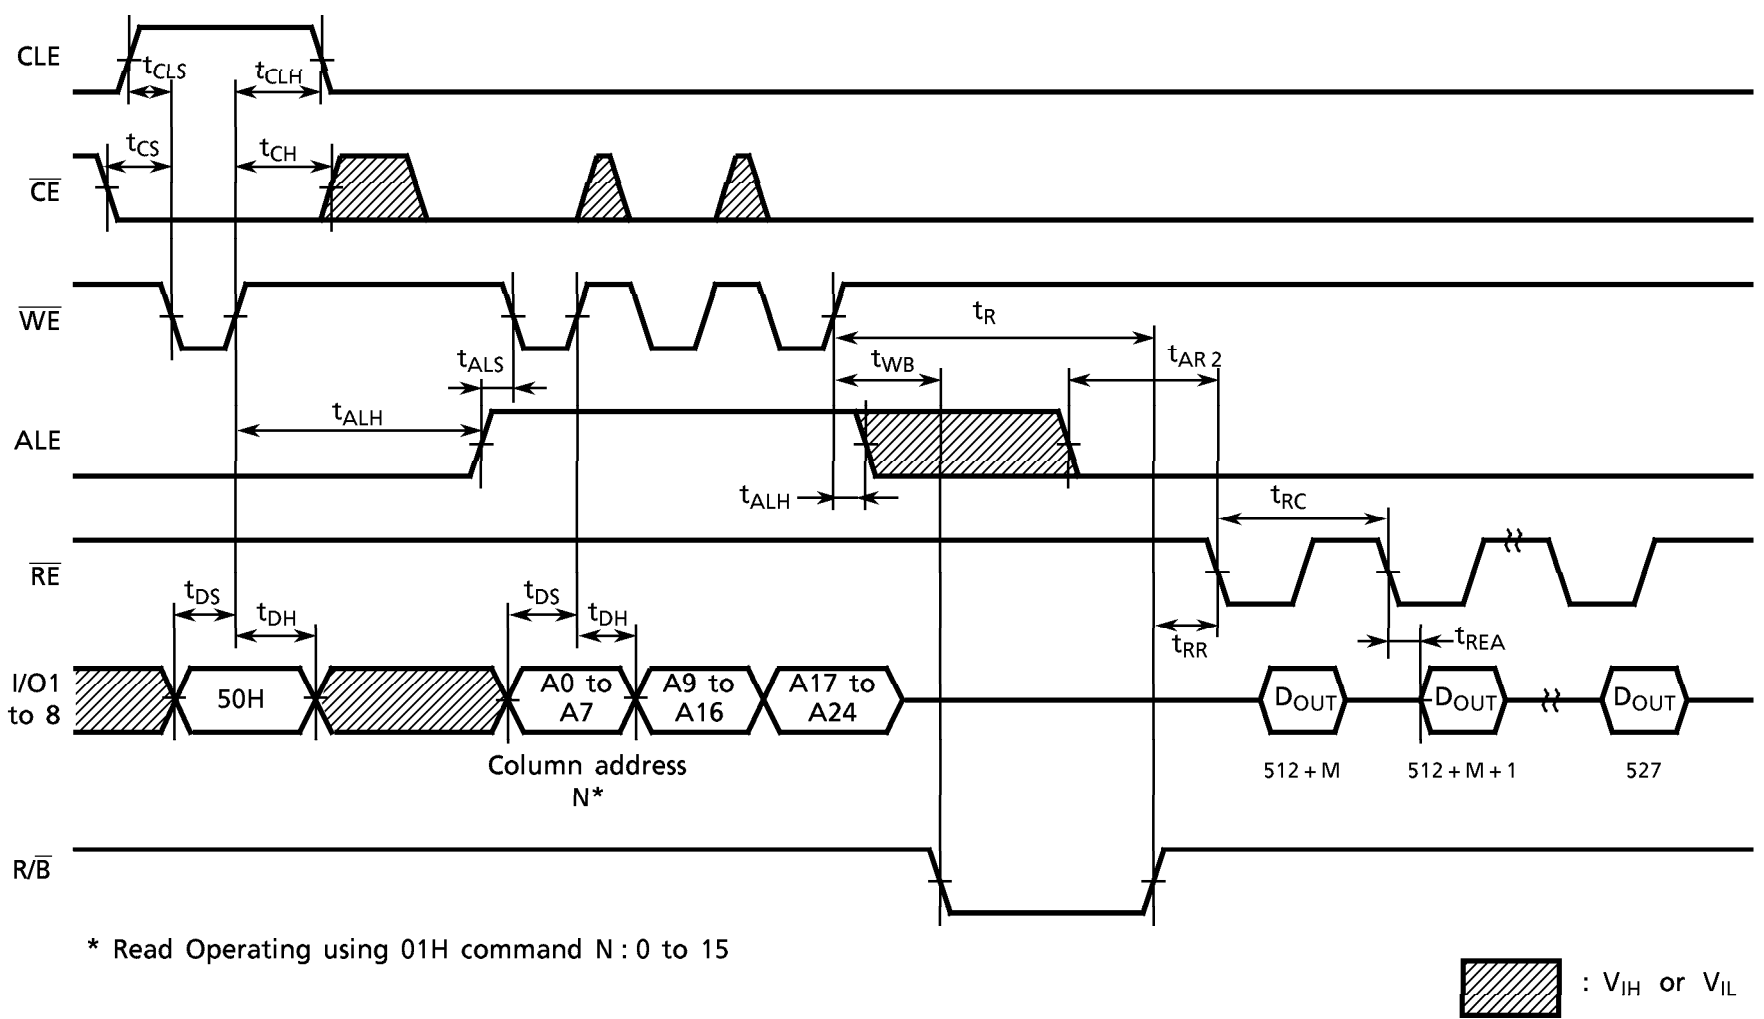 CLE
tCLS
tCLH
tCS
tCH
CE
WE
tR
tALS
tWB
tAR2
tALH
ALE
tALH
tRC
RE
tDS
tDH
tDS
tDH
tRR
tREA
I/O1
to 8
50H
A0 to
A7
A9 to
A16
A17 to
A24
DOUT
DOUT
DOUT
Column address
N*
512 + M
512 + M + 1
527
R/B
* Read Operating using 01H command N : 0 to 15
: VIH or VIL